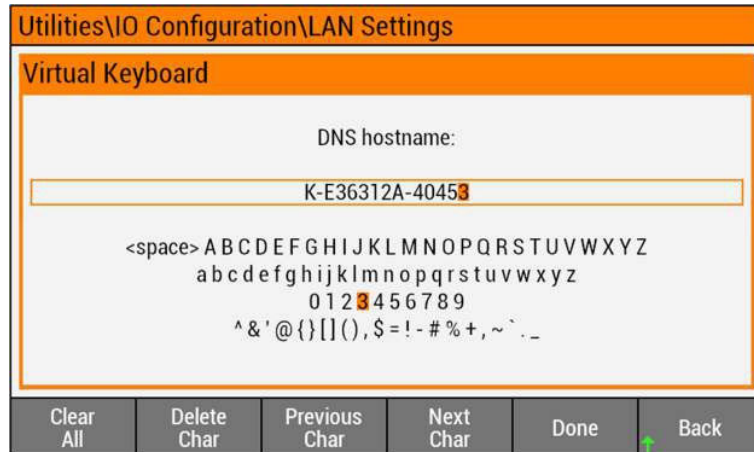 Utilities\IO Configuration\LAN Settings
Virtual Keyboard
DNS hostname:
K-E36312A-40453
<space> A B C D E F G H I J K L M N O P Q R S T U V W X Y Z
a b c d e f g h i j k l m n o p q r s t u v w x y z
0 1 2 3 4 5 6 7 8 9
^ & ' @ { } [ ] ( ) , $ = ! - # % + , ~ ` . _
Clear All
Delete Char
Previous Char
Next Char
Done
Back